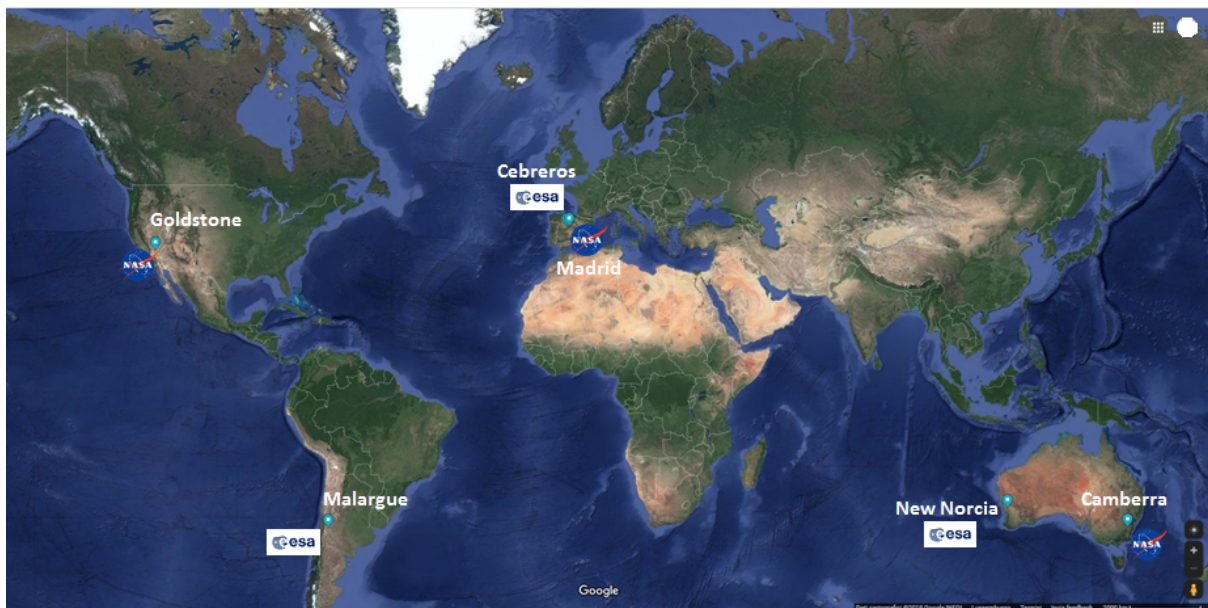 Cebreros
esa
Goldstone
NASA
NASA
Madrid
Malargue
esa
New Norcia
Camberra
esa
NASA
Google